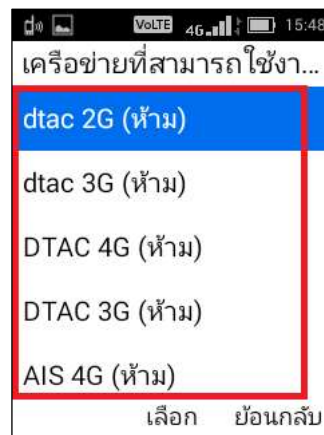 VoLTE 4G 15:48
เครือข่ายที่สามารถใช้งา...
dtac 2G (ห้าม)
dtac 3G (ห้าม)
DTAC 4G (ห้าม)
DTAC 3G (ห้าม)
AIS 4G (ห้าม)
เลือก ย้อนกลับ